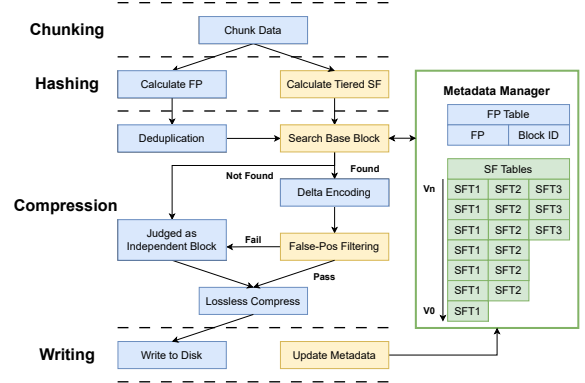 Chunking
Chunk Data
Hashing
Calculate FP
Calculate Tiered SF
Compression
Deduplication
Search Base Block
Not Found
Found
Delta Encoding
Judged as
Independent Block
Fail
False-Pos Filtering
Pass
Lossless Compress
Writing
Write to Disk
Update Metadata
Metadata Manager
FP Table
FP Block ID
SF Tables
Vn
SFT1 SFT2 SFT3
SFT1 SFT2 SFT3
SFT1 SFT2 SFT3
SFT1 SFT2
SFT1 SFT2
SFT1 SFT2
V0
SFT1